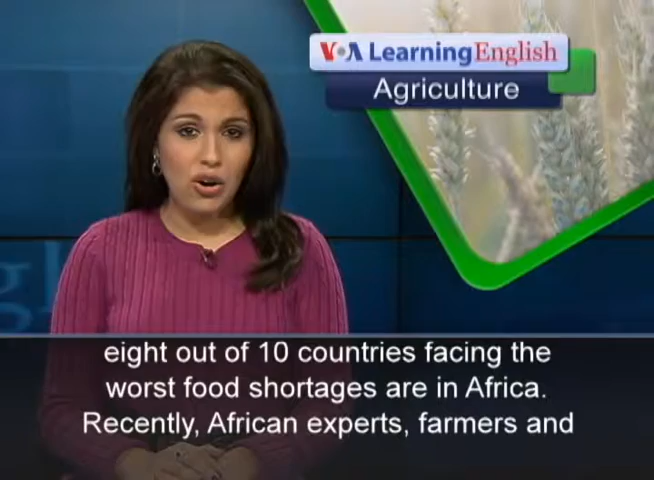 VOA Learning English
Agriculture
eight out of 10 countries facing the
worst food shortages are in Africa.
Recently, African experts, farmers and